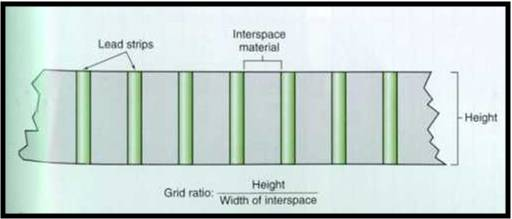 Interspace
material
Lead strips
Height
Grid ratio: Height
Width of interspace